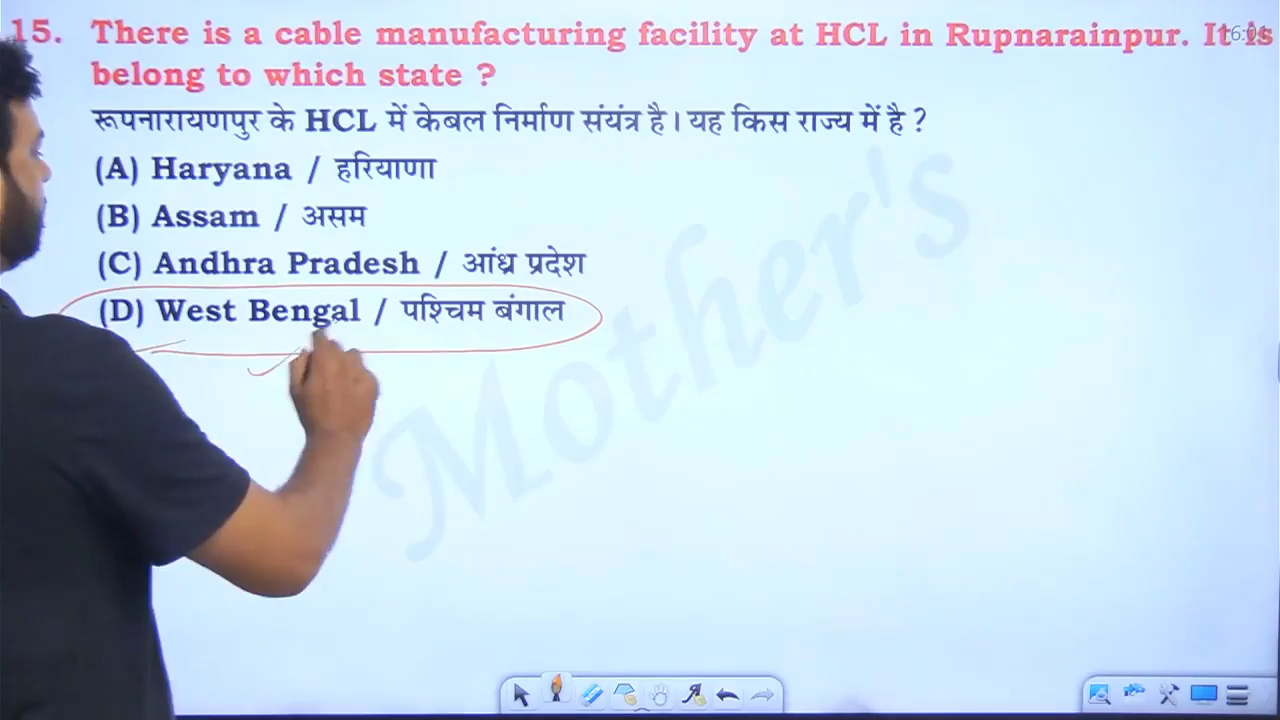 15. There is a cable manufacturing facility at HCL in Rupnarainpur. It is
belong to which state ?
रूपनारायणपुर के HCL में केबल निर्माण संयंत्र है। यह किस राज्य में है ?
(A) Haryana / हरियाणा
(B) Assam / असम
(C) Andhra Pradesh / आंध्र प्रदेश
(D) West Bengal / पश्चिम बंगाल
Mother's